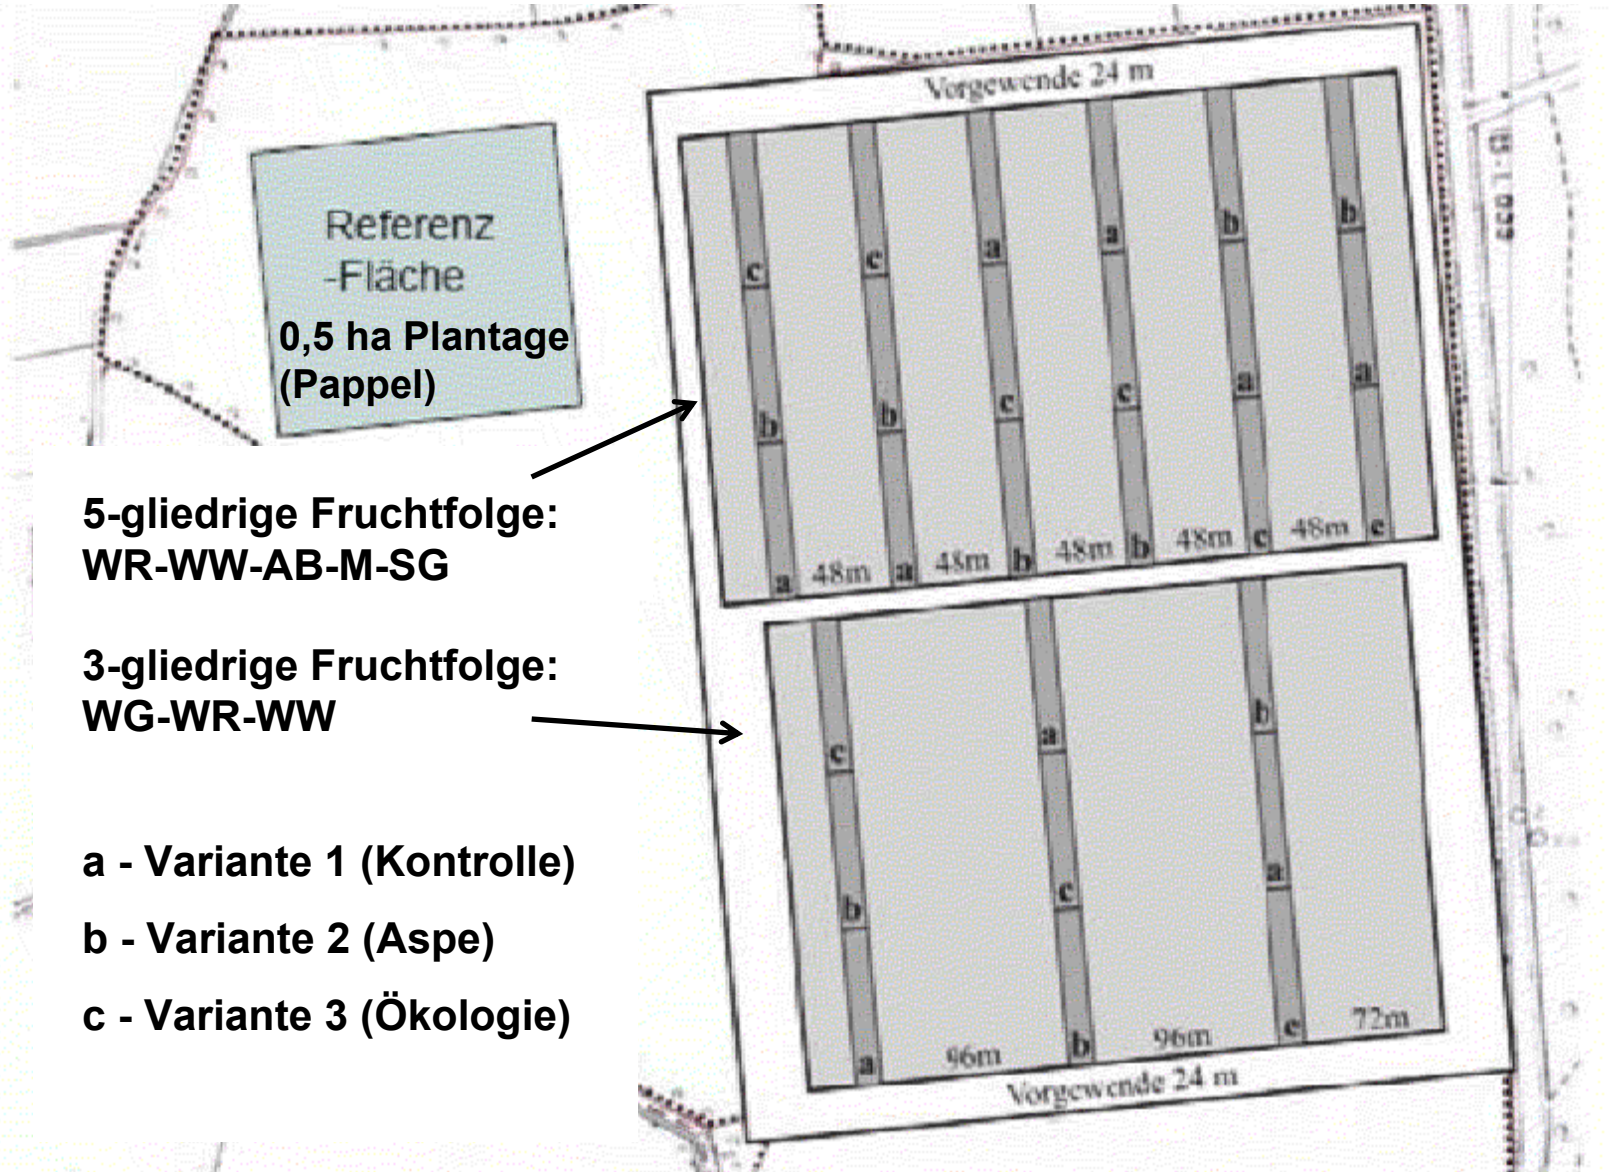 Vorgewende 24 m
Referenz
-Fläche
0,5 ha Plantage
(Pappel)
c c a a b b
b b c c a a
a 48m a 48m b 48m b 48m c 48m c
5-gliedrige Fruchtfolge:
WR-WW-AB-M-SG
3-gliedrige Fruchtfolge:
WG-WR-WW
c a b
b c a
a 96m b 96m c 72m
Vorgewende 24 m
a - Variante 1 (Kontrolle)
b - Variante 2 (Aspe)
c - Variante 3 (Ökologie)